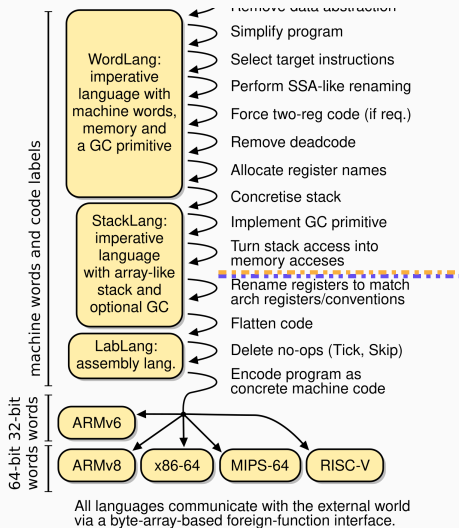 Remove data abstraction
WordLang:
imperative
language with
machine words,
memory and
a GC primitive
Simplify program
Select target instructions
Perform SSA-like renaming
Force two-reg code (if req.)
Remove deadcode
Allocate register names
Concretise stack
StackLang:
imperative
language
with array-like
stack and
optional GC
Implement GC primitive
Turn stack access into
memory acceses
Rename registers to match
arch registers/conventions
Flatten code
LabLang:
assembly lang.
Delete no-ops (Tick, Skip)
Encode program as
concrete machine code
machine words and code labels
32-bit
words
ARMv6
64-bit
words
ARMv8
x86-64
MIPS-64
RISC-V
All languages communicate with the external world
via a byte-array-based foreign-function interface.